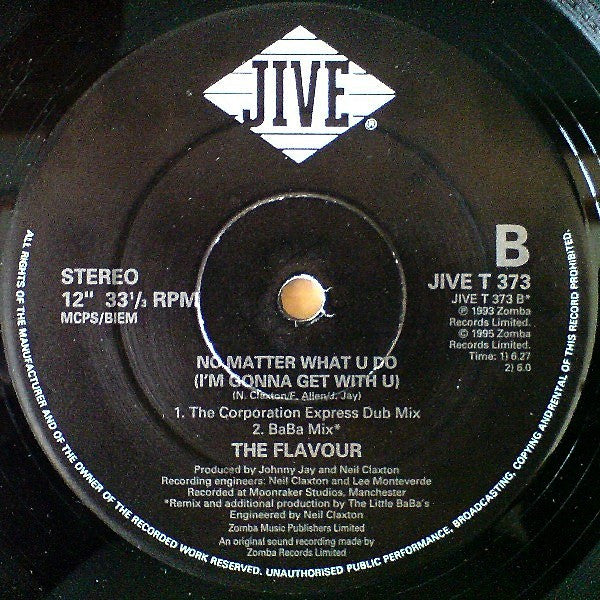 JIVE
®
B
STEREO
12" 33⅓ RPM
MCPS/BIEM
JIVE T 373
JIVE T 373 B*
℗ 1993 Zomba
Records Limited.
© 1995 Zomba
Records Limited.
Time: 1) 6.27
2) 6.0
NO MATTER WHAT U DO
(I'M GONNA GET WITH U)
(N. Claxton/F. Allen/J. Jay)
1. The Corporation Express Dub Mix
2. BaBa Mix*
THE FLAVOUR
Produced by Johnny Jay and Neil Claxton
Recording engineers: Neil Claxton and Lee Monteverde
Recorded at Moonraker Studios, Manchester
*Remix and additional production by The Little BaBa's
Engineered by Neil Claxton
Zomba Music Publishers Limited
An original sound recording made by
Zomba Records Limited
ALL RIGHTS OF THE MANUFACTURER AND OF THE OWNER OF THE RECORDED WORK RESERVED. UNAUTHORISED PUBLIC PERFORMANCE, BROADCASTING, COPYING AND RENTAL OF THIS RECORD PROHIBITED.